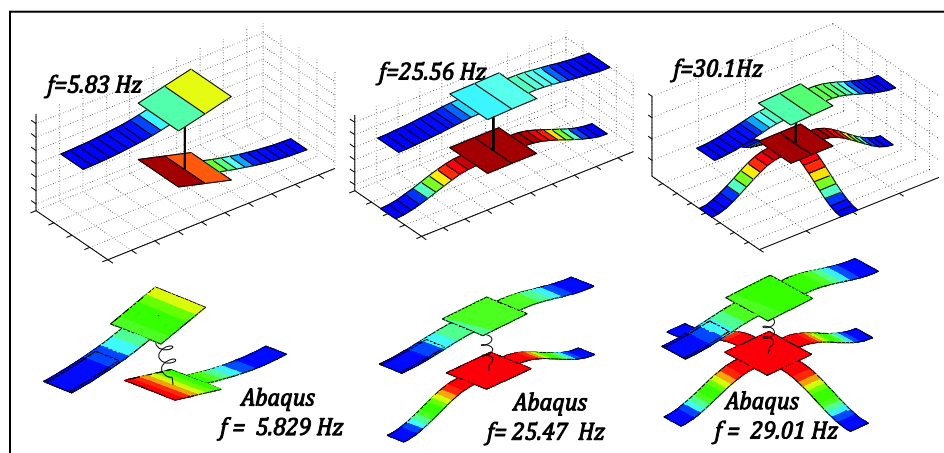 f=5.83 Hz
f=25.56 Hz
f=30.1Hz
Abaqus
f = 5.829 Hz
Abaqus
f= 25.47 Hz
Abaqus
f = 29.01 Hz